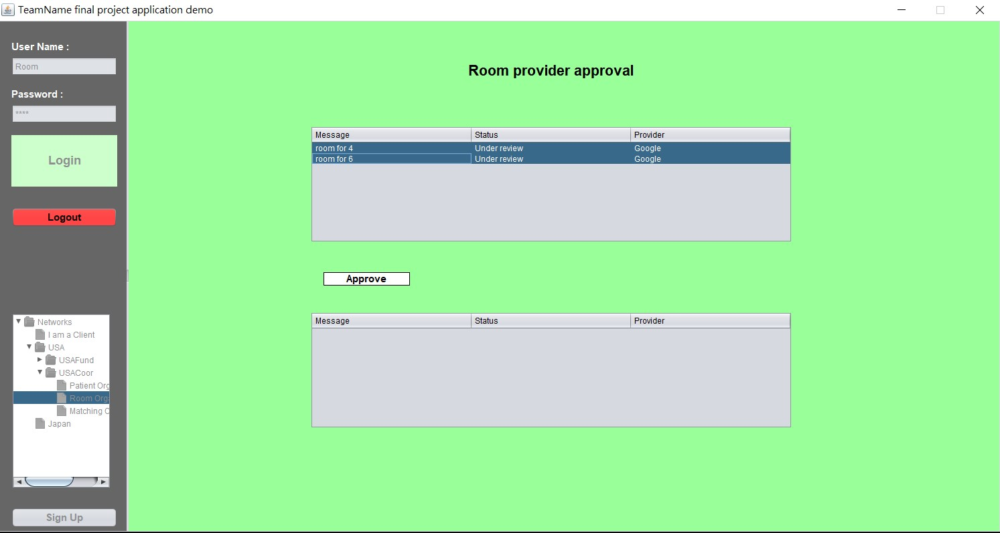 TeamName final project application demo
User Name :
Room
Password :
****
Login
Logout
Networks
I am a Client
USA
USAFund
USACoor
Patient Org
Room Orga
Matching O
Japan
Sign Up
Room provider approval
Message Status Provider
room for 4 Under review Google
room for 6 Under review Google
Approve
Message Status Provider